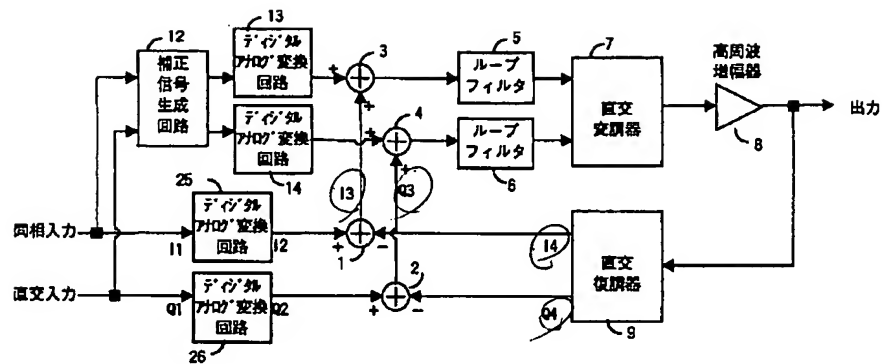 13
ディジタル
アナログ変換
回路
12
補正
信号
生成
回路
+
3
+
5
ループ
フィルタ
7
直交
変調器
高周波
増幅器
8
出力
ディジタル
アナログ変換
回路
14
+
4
+
ループ
フィルタ
6
25
ディジタル
アナログ変換
回路
I3
Q3
同相入力
I1
I2
+
1
−
I4
直交
復調器
9
直交入力
Q1
ディジタル
アナログ変換
回路
26
Q2
+
2
−
Q4